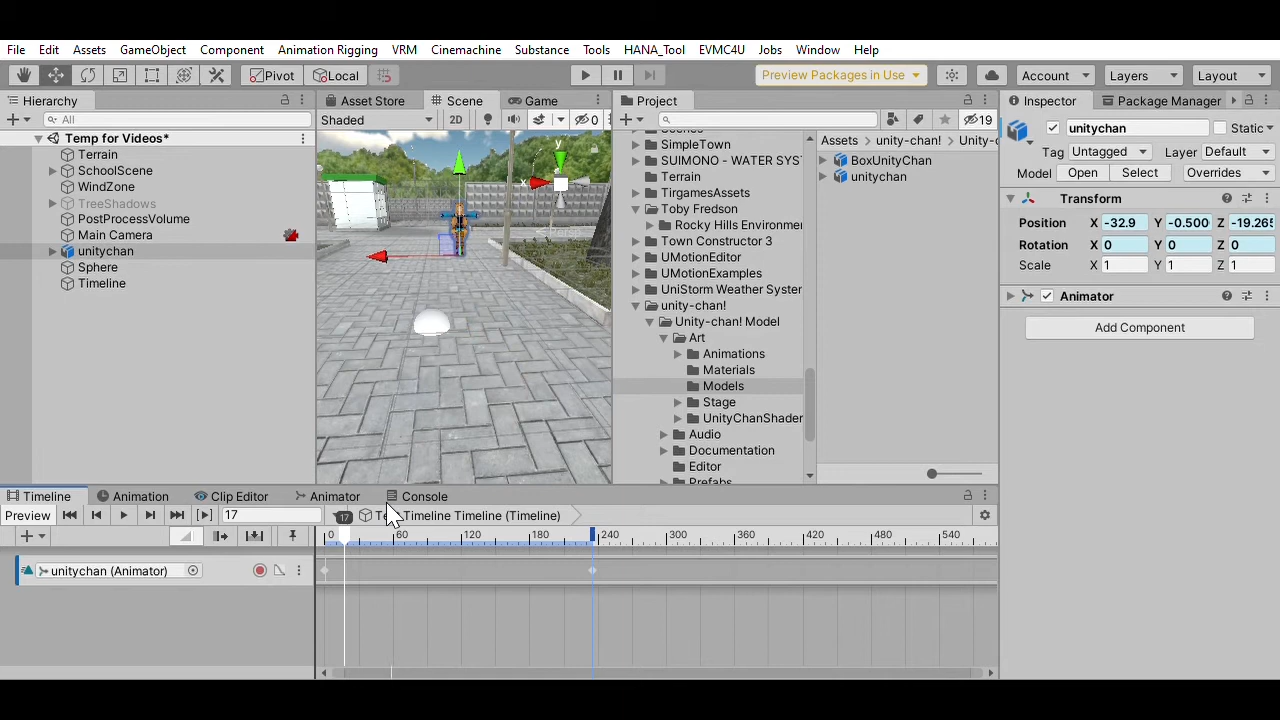 File Edit Assets GameObject Component Animation Rigging VRM Cinemachine Substance Tools HANA_Tool EVMC4U Jobs Window Help
Pivot Local Preview Packages in Use Account Layers Layout
Hierarchy
All
Temp for Videos*
Terrain
SchoolScene
WindZone
TreeShadows
PostProcessVolume
Main Camera
unitychan
Sphere
Timeline
Asset Store Scene Game
Shaded 2D 0
y
x
Persp
Project
19
SimpleTown
SUIMONO - WATER SYS
Terrain
TirgamesAssets
Toby Fredson
Rocky Hills Environme
Town Constructor 3
UMotionEditor
UMotionExamples
UniStorm Weather Syster
unity-chan!
Unity-chan! Model
Art
Animations
Materials
Models
Stage
UnityChanShader
Audio
Documentation
Editor
Assets unity-chan! Unity-c
BoxUnityChan
unitychan
Inspector Package Manager
unitychan Static
Tag Untagged Layer Default
Model Open Select Overrides
Transform
Position X -32.9 Y -0.500 Z -19.265
Rotation X 0 Y 0 Z 0
Scale X 1 Y 1 Z 1
Animator
Add Component
Timeline Animation Clip Editor Animator Console
Preview 17 17 Timeline Timeline (Timeline)
0 60 120 180 240 300 360 420 480 540
unitychan (Animator)